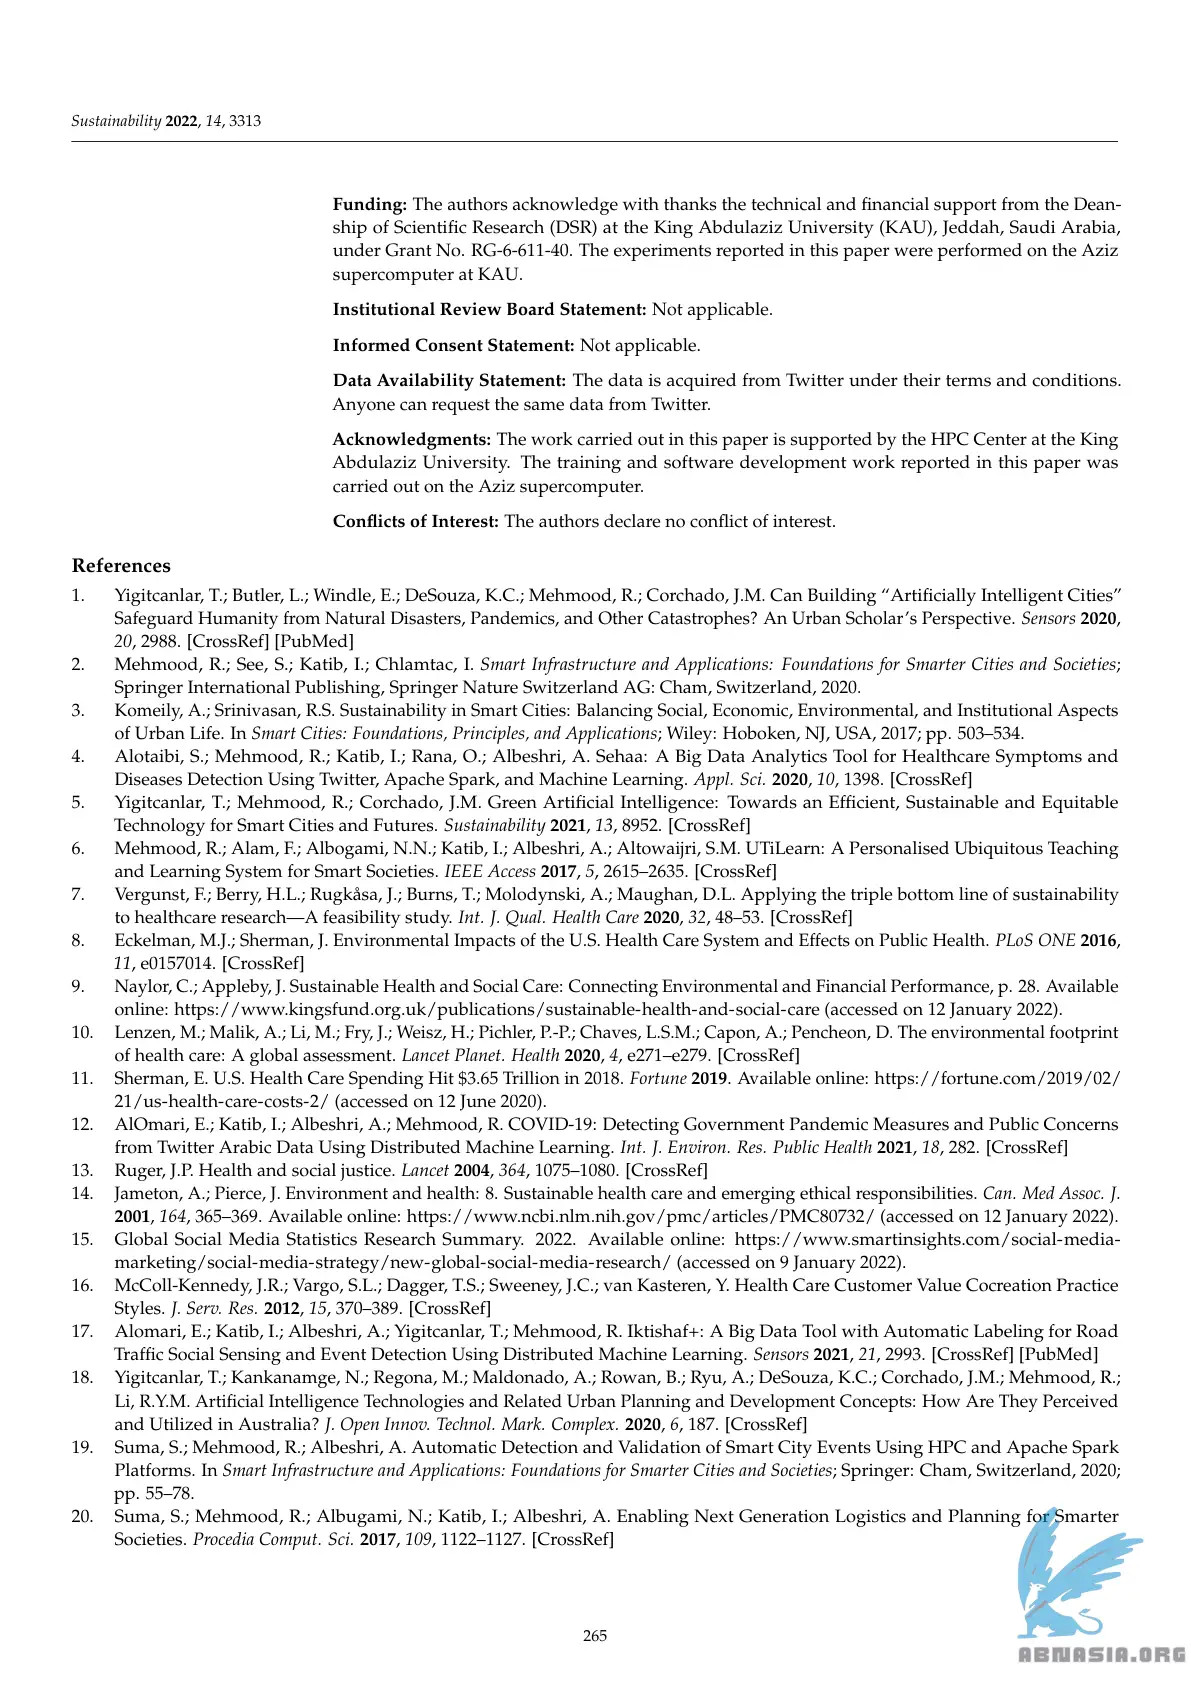 Sustainability 2022, 14, 3313
Funding: The authors acknowledge with thanks the technical and financial support from the Dean-
ship of Scientific Research (DSR) at the King Abdulaziz University (KAU), Jeddah, Saudi Arabia,
under Grant No. RG-6-611-40. The experiments reported in this paper were performed on the Aziz
supercomputer at KAU.
Institutional Review Board Statement: Not applicable.
Informed Consent Statement: Not applicable.
Data Availability Statement: The data is acquired from Twitter under their terms and conditions.
Anyone can request the same data from Twitter.
Acknowledgments: The work carried out in this paper is supported by the HPC Center at the King
Abdulaziz University. The training and software development work reported in this paper was
carried out on the Aziz supercomputer.
Conflicts of Interest: The authors declare no conflict of interest.
References
1. Yigitcanlar, T.; Butler, L.; Windle, E.; DeSouza, K.C.; Mehmood, R.; Corchado, J.M. Can Building “Artificially Intelligent Cities”
Safeguard Humanity from Natural Disasters, Pandemics, and Other Catastrophes? An Urban Scholar’s Perspective. Sensors 2020,
20, 2988. [CrossRef] [PubMed]
2. Mehmood, R.; See, S.; Katib, I.; Chlamtac, I. Smart Infrastructure and Applications: Foundations for Smarter Cities and Societies;
Springer International Publishing, Springer Nature Switzerland AG: Cham, Switzerland, 2020.
3. Komeily, A.; Srinivasan, R.S. Sustainability in Smart Cities: Balancing Social, Economic, Environmental, and Institutional Aspects
of Urban Life. In Smart Cities: Foundations, Principles, and Applications; Wiley: Hoboken, NJ, USA, 2017; pp. 503–534.
4. Alotaibi, S.; Mehmood, R.; Katib, I.; Rana, O.; Albeshri, A. Sehaa: A Big Data Analytics Tool for Healthcare Symptoms and
Diseases Detection Using Twitter, Apache Spark, and Machine Learning. Appl. Sci. 2020, 10, 1398. [CrossRef]
5. Yigitcanlar, T.; Mehmood, R.; Corchado, J.M. Green Artificial Intelligence: Towards an Efficient, Sustainable and Equitable
Technology for Smart Cities and Futures. Sustainability 2021, 13, 8952. [CrossRef]
6. Mehmood, R.; Alam, F.; Albogami, N.N.; Katib, I.; Albeshri, A.; Altowaijri, S.M. UTiLearn: A Personalised Ubiquitous Teaching
and Learning System for Smart Societies. IEEE Access 2017, 5, 2615–2635. [CrossRef]
7. Vergunst, F.; Berry, H.L.; Rugkåsa, J.; Burns, T.; Molodynski, A.; Maughan, D.L. Applying the triple bottom line of sustainability
to healthcare research—A feasibility study. Int. J. Qual. Health Care 2020, 32, 48–53. [CrossRef]
8. Eckelman, M.J.; Sherman, J. Environmental Impacts of the U.S. Health Care System and Effects on Public Health. PLoS ONE 2016,
11, e0157014. [CrossRef]
9. Naylor, C.; Appleby, J. Sustainable Health and Social Care: Connecting Environmental and Financial Performance, p. 28. Available
online: https://www.kingsfund.org.uk/publications/sustainable-health-and-social-care (accessed on 12 January 2022).
10. Lenzen, M.; Malik, A.; Li, M.; Fry, J.; Weisz, H.; Pichler, P.-P.; Chaves, L.S.M.; Capon, A.; Pencheon, D. The environmental footprint
of health care: A global assessment. Lancet Planet. Health 2020, 4, e271–e279. [CrossRef]
11. Sherman, E. U.S. Health Care Spending Hit $3.65 Trillion in 2018. Fortune 2019. Available online: https://fortune.com/2019/02/
21/us-health-care-costs-2/ (accessed on 12 June 2020).
12. AlOmari, E.; Katib, I.; Albeshri, A.; Mehmood, R. COVID-19: Detecting Government Pandemic Measures and Public Concerns
from Twitter Arabic Data Using Distributed Machine Learning. Int. J. Environ. Res. Public Health 2021, 18, 282. [CrossRef]
13. Ruger, J.P. Health and social justice. Lancet 2004, 364, 1075–1080. [CrossRef]
14. Jameton, A.; Pierce, J. Environment and health: 8. Sustainable health care and emerging ethical responsibilities. Can. Med Assoc. J.
2001, 164, 365–369. Available online: https://www.ncbi.nlm.nih.gov/pmc/articles/PMC80732/ (accessed on 12 January 2022).
15. Global Social Media Statistics Research Summary. 2022. Available online: https://www.smartinsights.com/social-media-
marketing/social-media-strategy/new-global-social-media-research/ (accessed on 9 January 2022).
16. McColl-Kennedy, J.R.; Vargo, S.L.; Dagger, T.S.; Sweeney, J.C.; van Kasteren, Y. Health Care Customer Value Cocreation Practice
Styles. J. Serv. Res. 2012, 15, 370–389. [CrossRef]
17. Alomari, E.; Katib, I.; Albeshri, A.; Yigitcanlar, T.; Mehmood, R. Iktishaf+: A Big Data Tool with Automatic Labeling for Road
Traffic Social Sensing and Event Detection Using Distributed Machine Learning. Sensors 2021, 21, 2993. [CrossRef] [PubMed]
18. Yigitcanlar, T.; Kankanamge, N.; Regona, M.; Maldonado, A.; Rowan, B.; Ryu, A.; DeSouza, K.C.; Corchado, J.M.; Mehmood, R.;
Li, R.Y.M. Artificial Intelligence Technologies and Related Urban Planning and Development Concepts: How Are They Perceived
and Utilized in Australia? J. Open Innov. Technol. Mark. Complex. 2020, 6, 187. [CrossRef]
19. Suma, S.; Mehmood, R.; Albeshri, A. Automatic Detection and Validation of Smart City Events Using HPC and Apache Spark
Platforms. In Smart Infrastructure and Applications: Foundations for Smarter Cities and Societies; Springer: Cham, Switzerland, 2020;
pp. 55–78.
20. Suma, S.; Mehmood, R.; Albugami, N.; Katib, I.; Albeshri, A. Enabling Next Generation Logistics and Planning for Smarter
Societies. Procedia Comput. Sci. 2017, 109, 1122–1127. [CrossRef]
265
ABNASIA.ORG